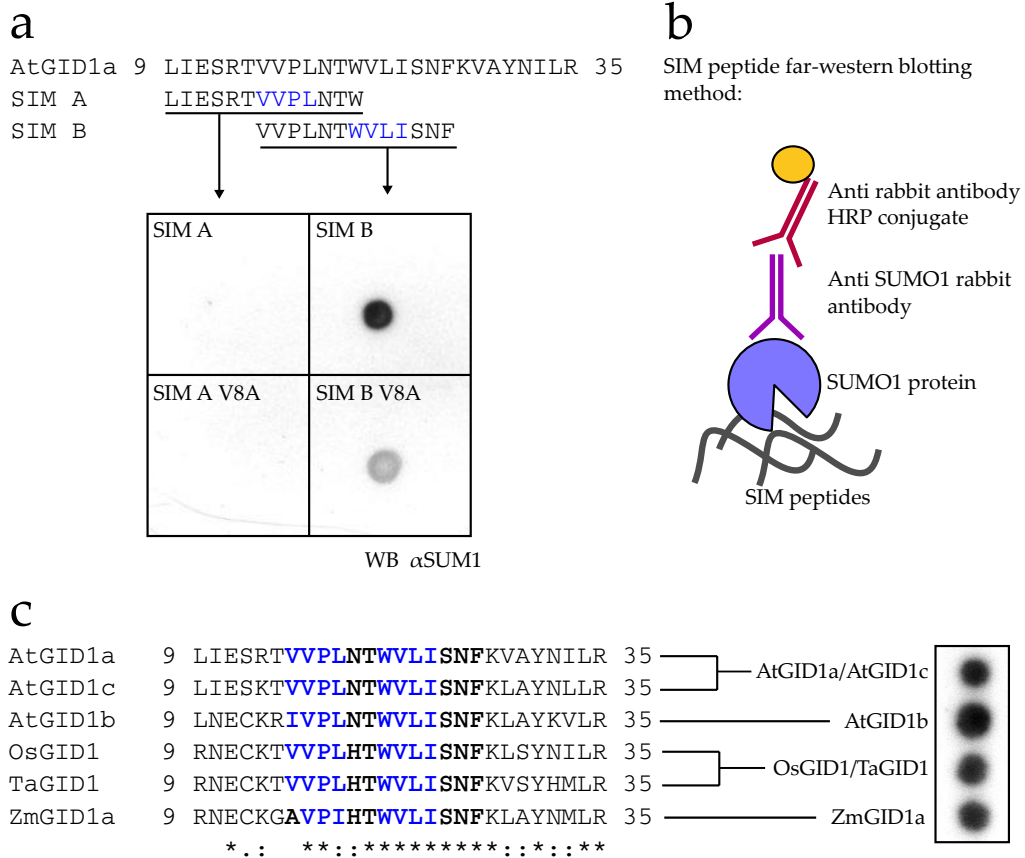 a
AtGID1a 9 LIESRTVVPLNTWVLISNFKVAYNILR 35
SIM A LIESRTVVPLNTW
SIM B VVPLNTWVLISNF
SIM A
SIM B
SIM A V8A
SIM B V8A
WB αSUM1
b
SIM peptide far-western blotting
method:
Anti rabbit antibody
HRP conjugate
Anti SUMO1 rabbit
antibody
SUMO1 protein
SIM peptides
c
AtGID1a 9 LIESRTVVPLNTWVLISNFKVAYNILR 35
AtGID1c 9 LIESKTVVPLNTWVLISNFKLAYNLLR 35
AtGID1b 9 LNECKRIVPLNTWVLISNFKLAYKVLR 35
OsGID1 9 RNECKTVVPLHTWVLISNFKLSYNILR 35
TaGID1 9 RNECKTVVPLHTWVLISNFKVSYHMLR 35
ZmGID1a 9 RNECKGAVPIHTWVLISNFKLAYNMLR 35
*.: **::*********::*::**
AtGID1a/AtGID1c
AtGID1b
OsGID1/TaGID1
ZmGID1a